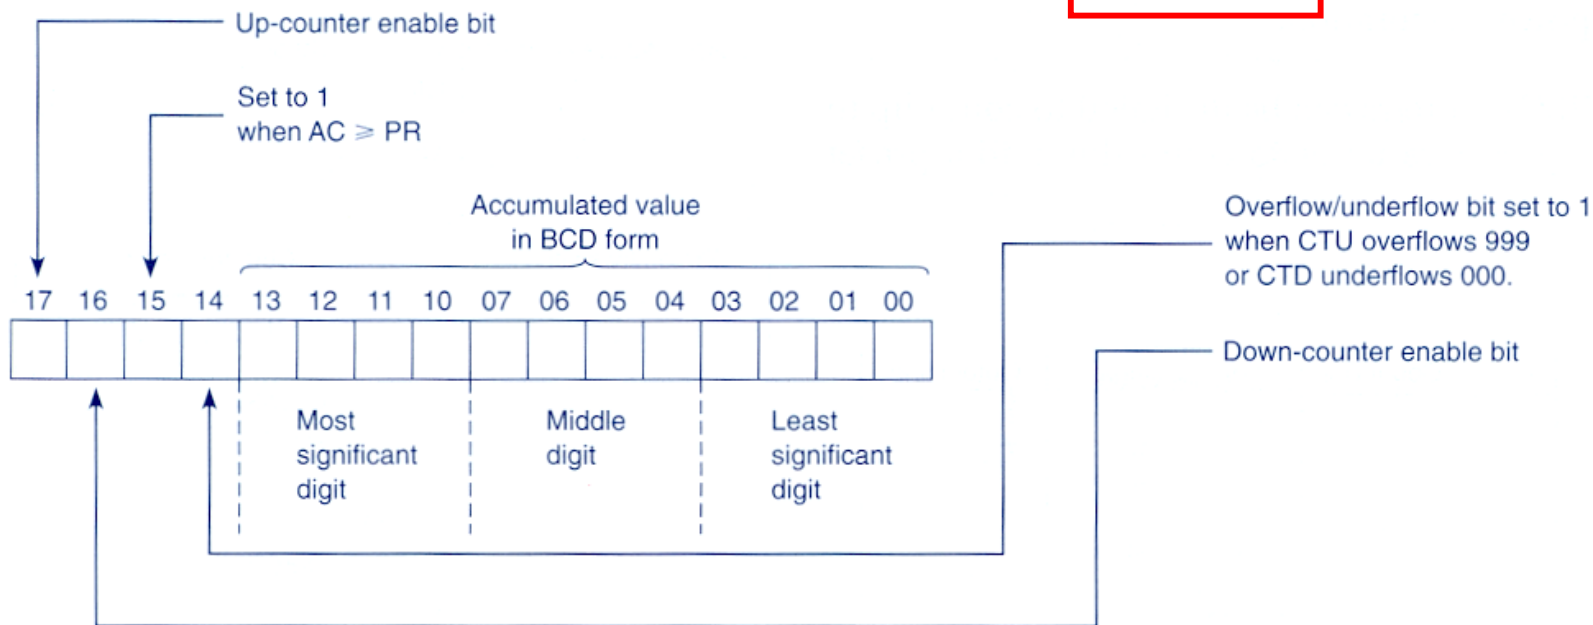 Up-counter enable bit
Set to 1
when AC ⩾ PR
Accumulated value
in BCD form
Overflow/underflow bit set to 1
when CTU overflows 999
or CTD underflows 000.
17 16 15 14 13 12 11 10 07 06 05 04 03 02 01 00
Down-counter enable bit
Most
significant
digit
Middle
digit
Least
significant
digit